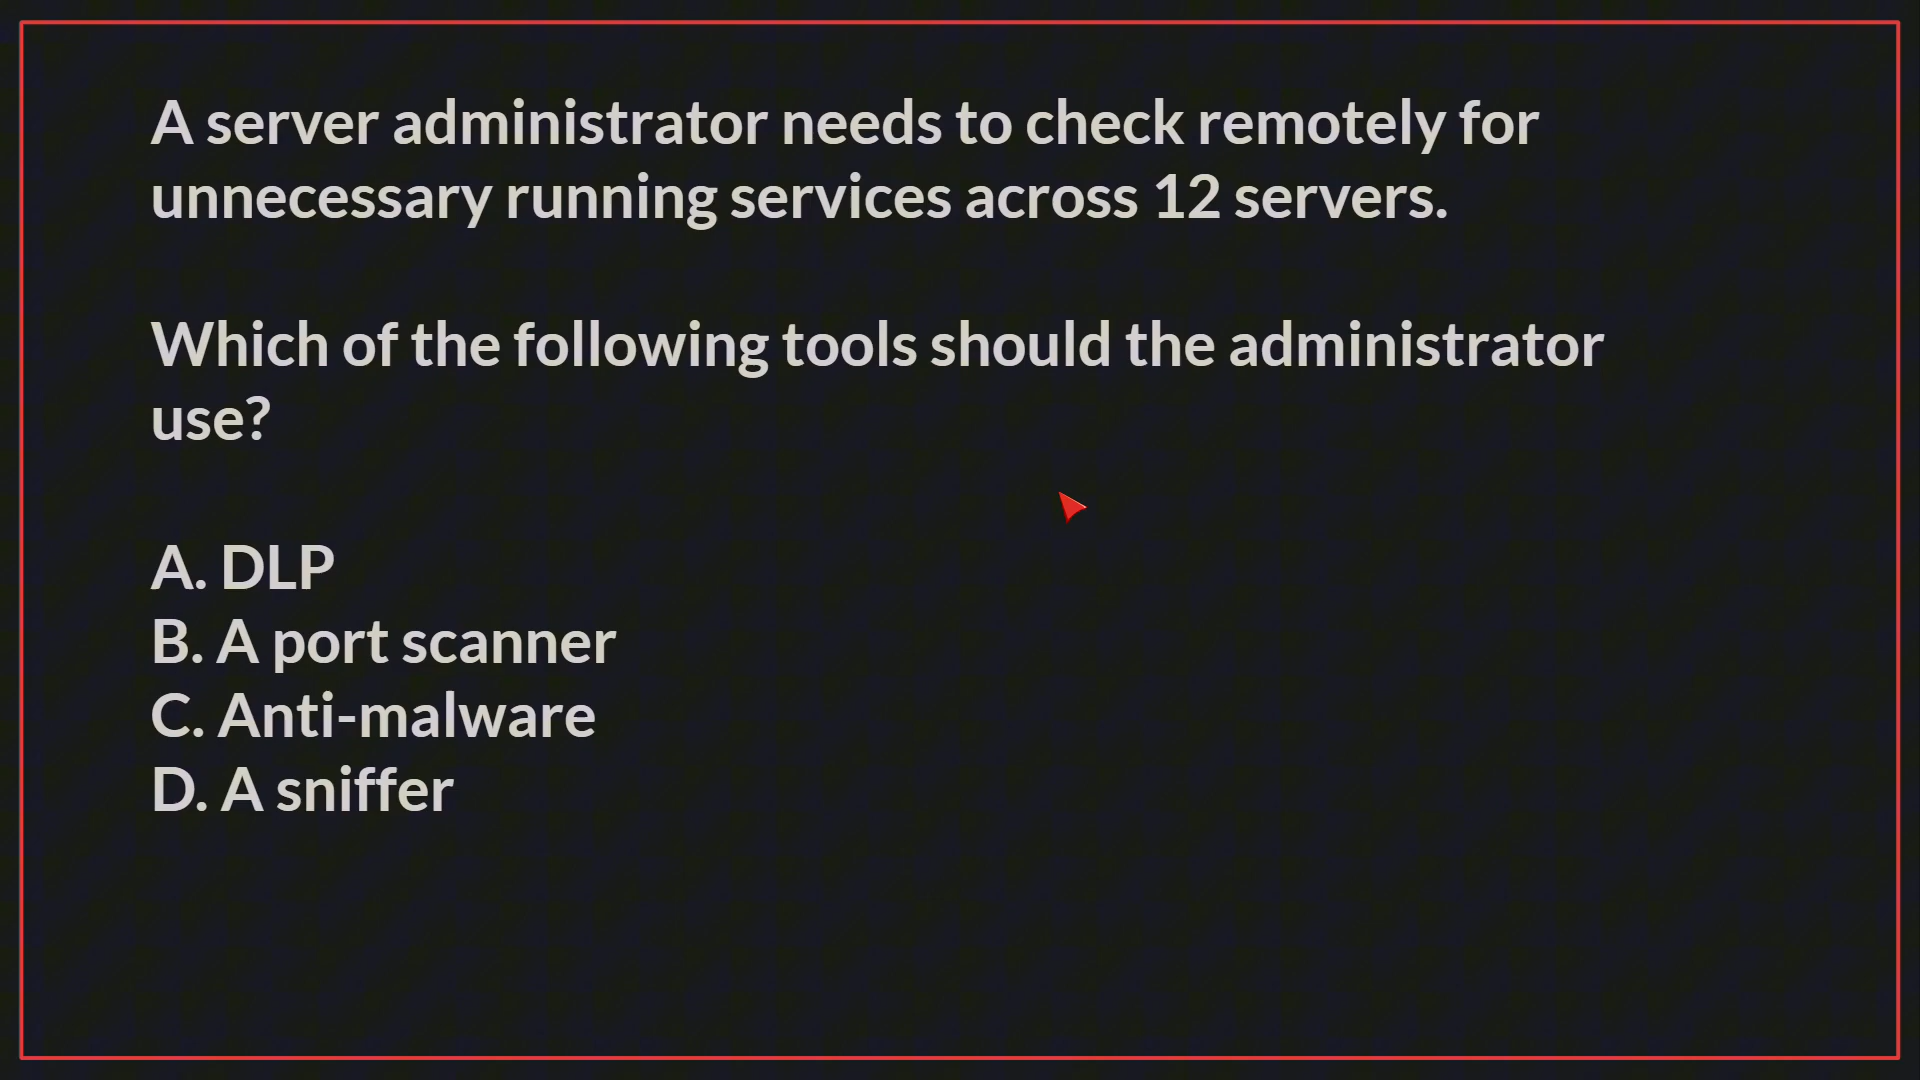 A server administrator needs to check remotely for
unnecessary running services across 12 servers.
Which of the following tools should the administrator
use?
A. DLP
B. A port scanner
C. Anti-malware
D. A sniffer